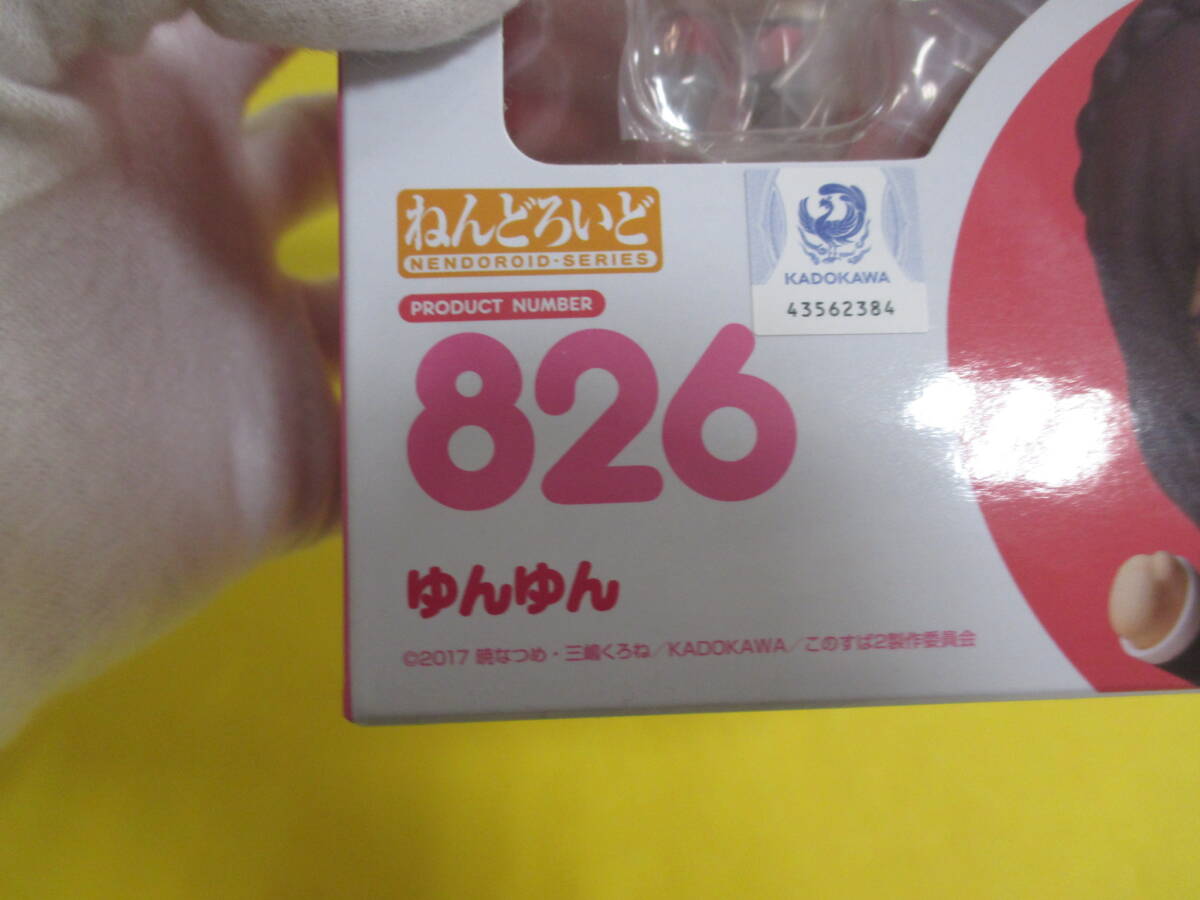 ねんどろいど
NENDOROID・SERIES
PRODUCT NUMBER
826
KADOKAWA
43562384
ゆんゆん
©2017 暁なつめ・三嶋くろね／KADOKAWA／このすば2製作委員会